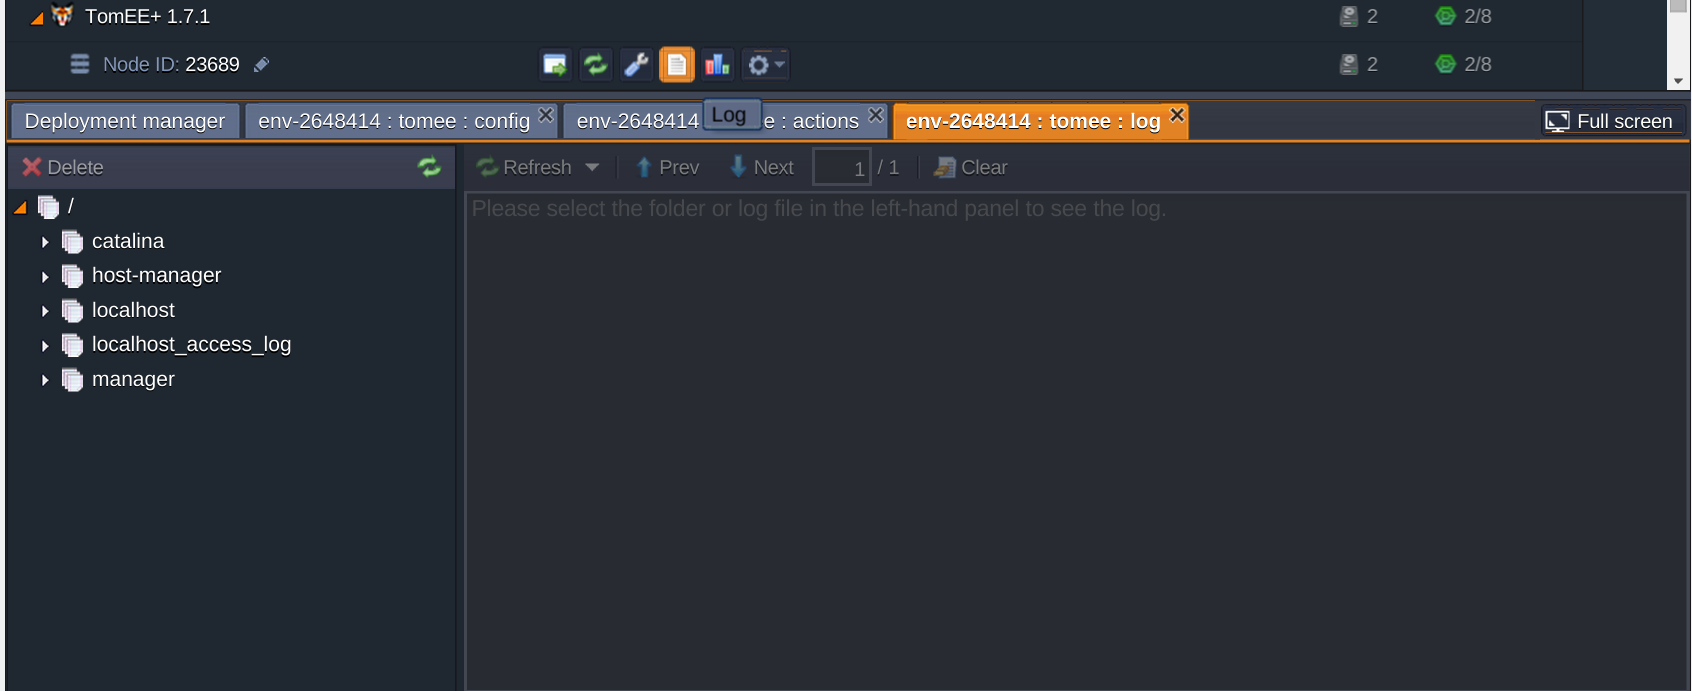 TomEE+ 1.7.1 2 2/8
Node ID: 23689 2 2/8
Deployment manager env-2648414 : tomee : config env-2648414 e : actions env-2648414 : tomee : log Full screen
Log
Delete Refresh Prev Next 1 / 1 Clear
/
Please select the folder or log file in the left-hand panel to see the log.
catalina
host-manager
localhost
localhost_access_log
manager